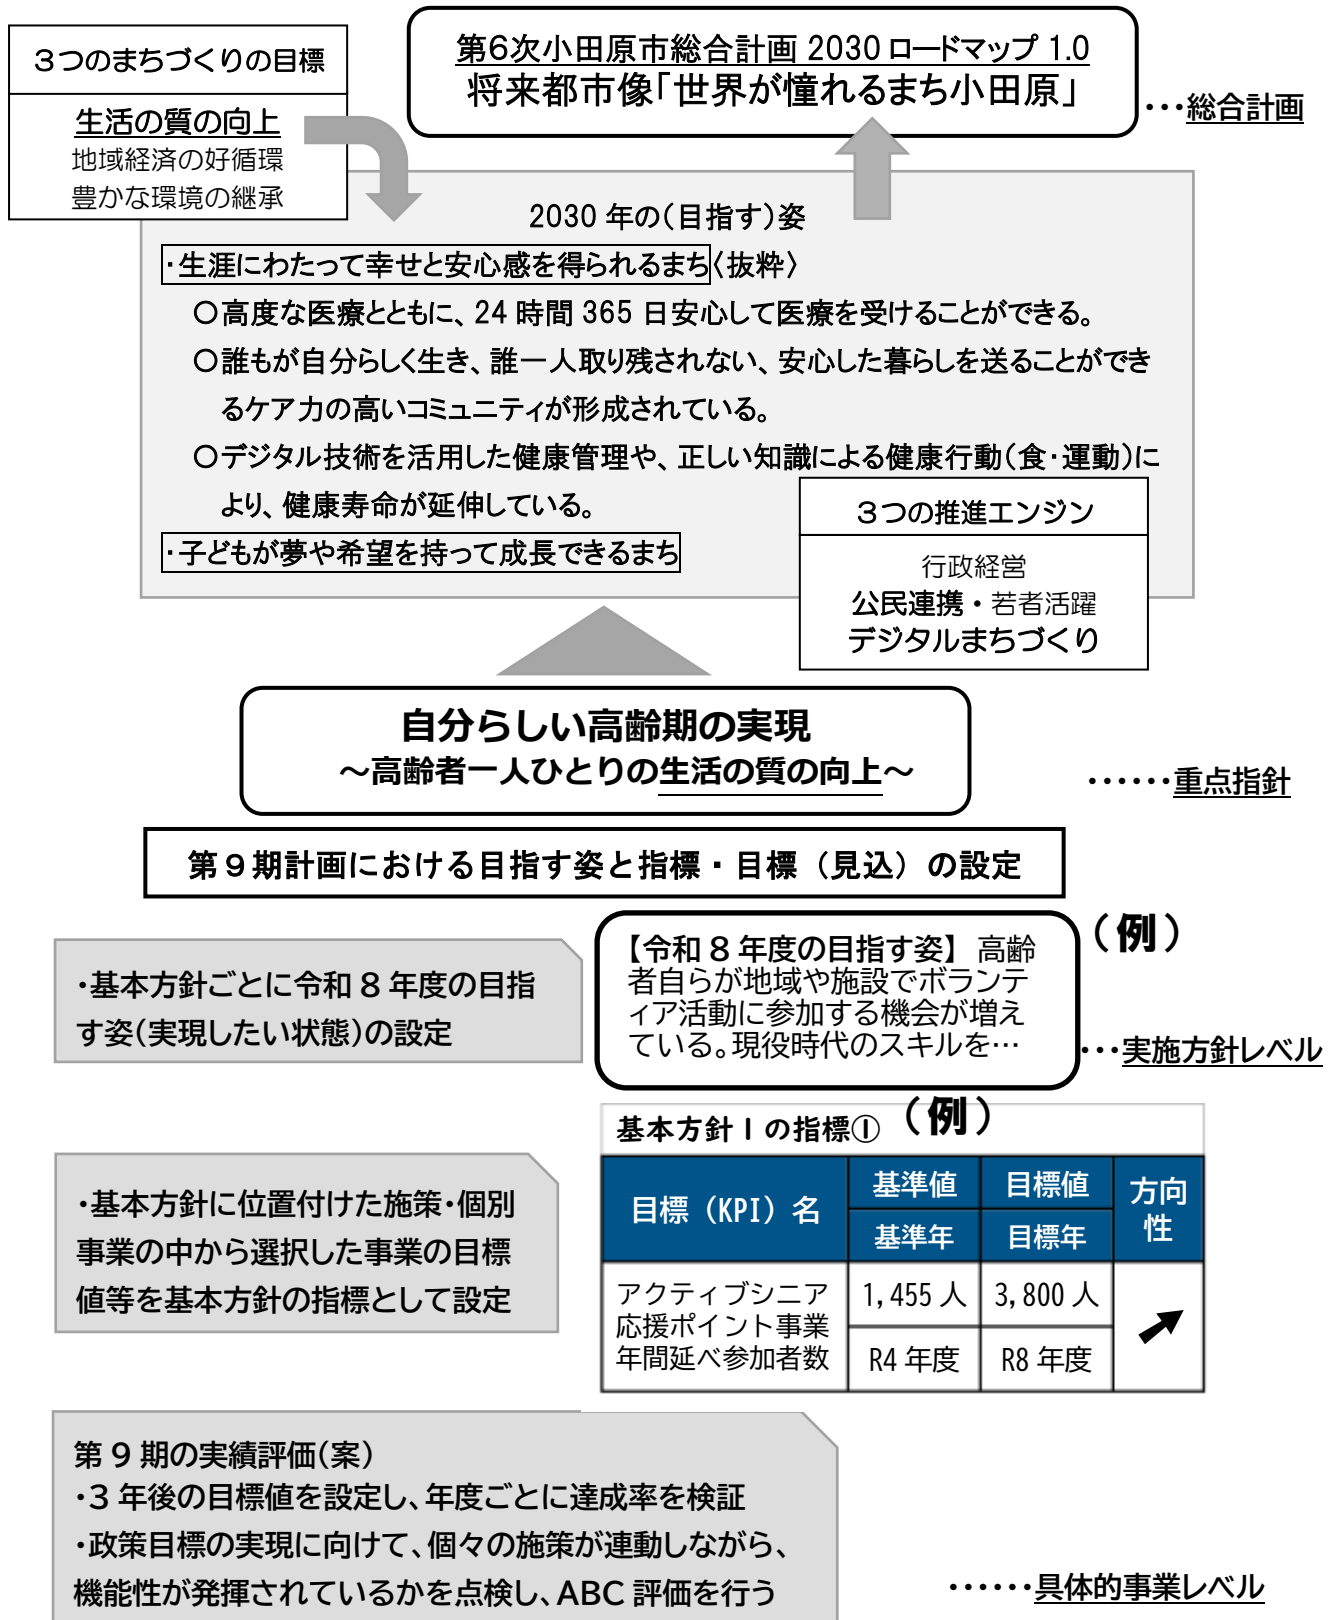 ３つのまちづくりの目標
生活の質の向上
地域経済の好循環
豊かな環境の継承
第６次小田原市総合計画 2030 ロードマップ 1.0
将来都市像「世界が憧れるまち小田原」
・・・総合計画
2030 年の（目指す）姿
・生涯にわたって幸せと安心感を得られるまち〈抜粋〉
〇高度な医療とともに、24 時間 365 日安心して医療を受けることができる。
〇誰もが自分らしく生き、誰一人取り残されない、安心した暮らしを送ることができ
るケア力の高いコミュニティが形成されている。
〇デジタル技術を活用した健康管理や、正しい知識による健康行動（食・運動）に
より、健康寿命が延伸している。
・子どもが夢や希望を持って成長できるまち
３つの推進エンジン
行政経営
公民連携・若者活躍
デジタルまちづくり
自分らしい高齢期の実現
～高齢者一人ひとりの生活の質の向上～
・・・・・・重点指針
第９期計画における目指す姿と指標・目標（見込）の設定
・基本方針ごとに令和 8 年度の目指
す姿（実現したい状態）の設定
（例）
【令和 8 年度の目指す姿】 高齢
者自らが地域や施設でボランテ
ィア活動に参加する機会が増え
ている。現役時代のスキルを…
・・・実施方針レベル
・基本方針に位置付けた施策・個別
事業の中から選択した事業の目標
値等を基本方針の指標として設定
基本方針Ⅰの指標① （例）
目標（KPI）名 基準値 目標値 方向性
基準年 目標年
アクティブシニア応援ポイント事業年間延べ参加者数 1,455 人 3,800 人
R4 年度 R8 年度
第 9 期の実績評価（案）
・3 年後の目標値を設定し、年度ごとに達成率を検証
・政策目標の実現に向けて、個々の施策が連動しながら、
機能性が発揮されているかを点検し、ABC 評価を行う
・・・・・・具体的事業レベル